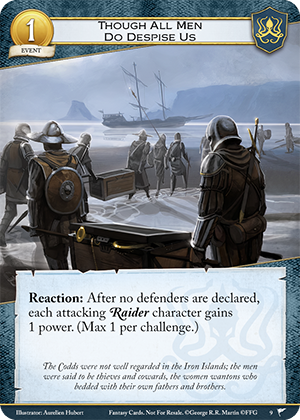 1
EVENT
Though All Men
Do Despise Us
Reaction: After no defenders are declared,
each attacking Raider character gains
1 power. (Max 1 per challenge.)
The Codds were not well regarded in the Iron Islands; the men
were said to be thieves and cowards, the women wantons who
bedded with their own fathers and brothers.
Illustrator: Aurelien Hubert
Fantasy Cards. Not For Resale. ©George R.R. Martin ©FFG
9